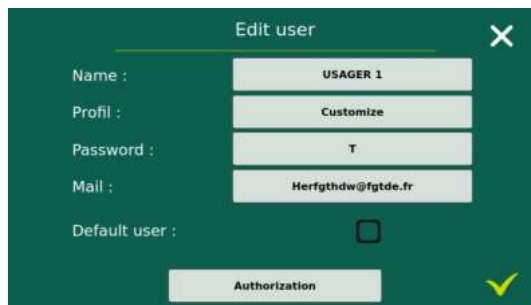 Edit user
Name : USAGER 1
Profil : Customize
Password : T
Mail : Herfgthdw@fgtde.fr
Default user :
Authorization